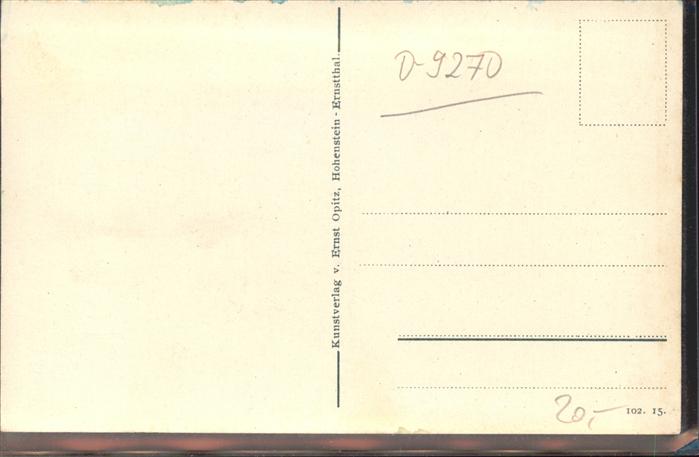 Kunstverlag v. Ernst Opitz, Hohenstein-Ernstthal.
D-9270
20,-
102. 15.